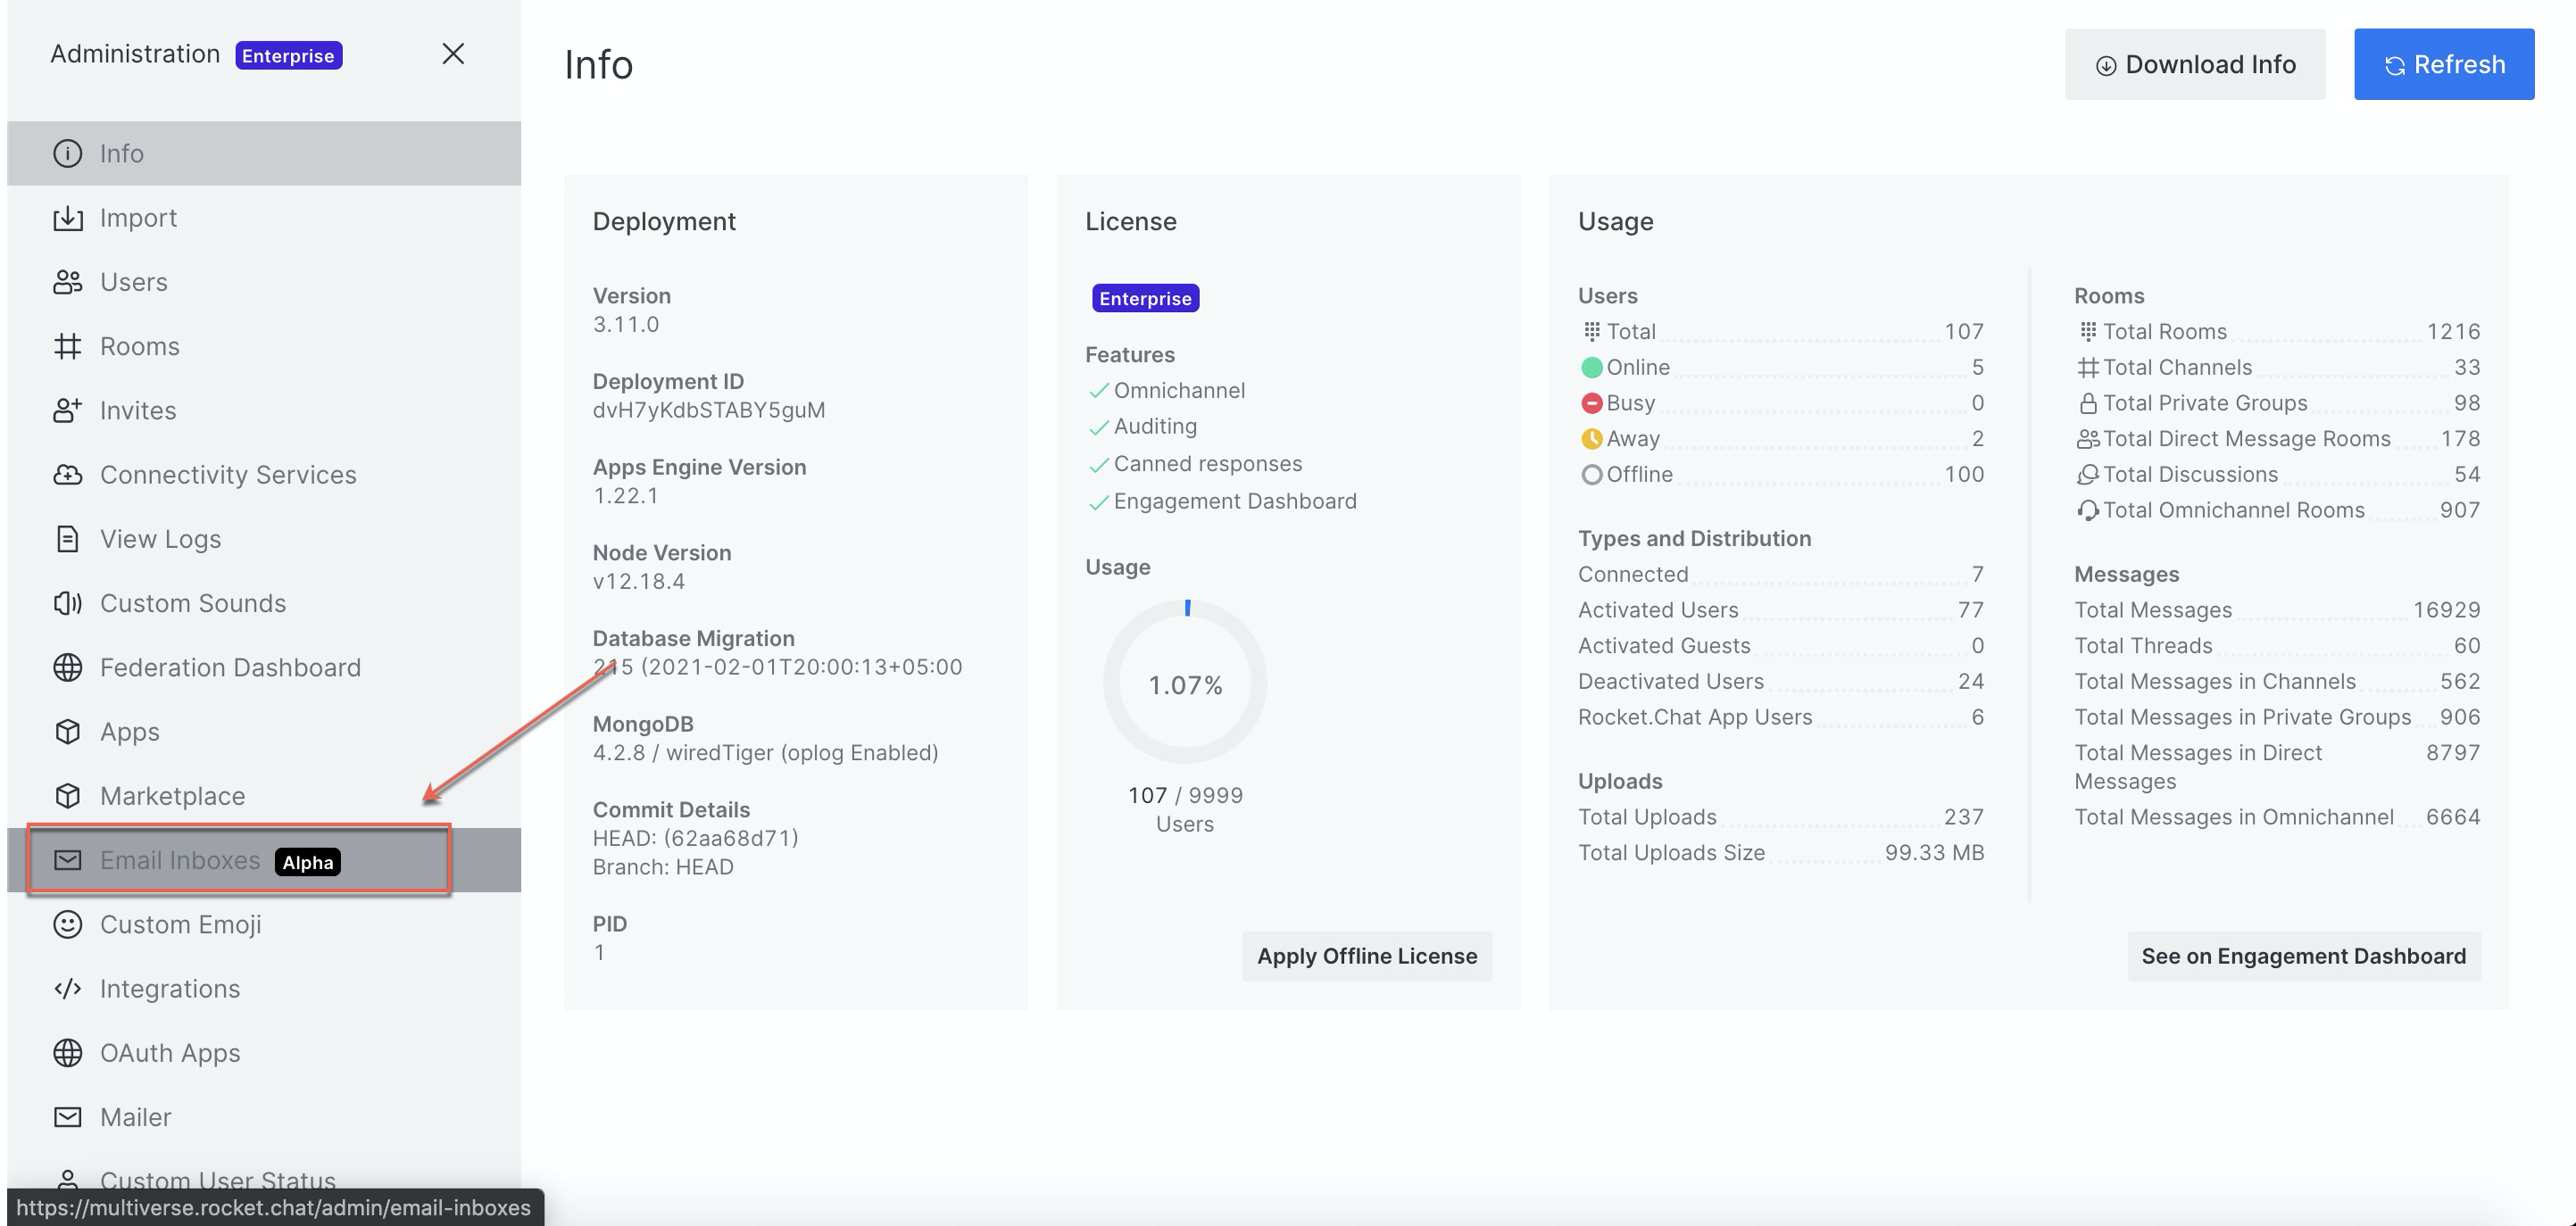 Administration Enterprise
Info
Import
Users
Rooms
Invites
Connectivity Services
View Logs
Custom Sounds
Federation Dashboard
Apps
Marketplace
Email Inboxes Alpha
Custom Emoji
Integrations
OAuth Apps
Mailer
Custom User Status
https://multiverse.rocket.chat/admin/email-inboxes
Info
Download Info
Refresh
Deployment
Version
3.11.0
Deployment ID
dvH7yKdbSTABY5guM
Apps Engine Version
1.22.1
Node Version
v12.18.4
Database Migration
215 (2021-02-01T20:00:13+05:00
MongoDB
4.2.8 / wiredTiger (oplog Enabled)
Commit Details
HEAD: (62aa68d71)
Branch: HEAD
PID
1
License
Enterprise
Features
Omnichannel
Auditing
Canned responses
Engagement Dashboard
Usage
1.07%
107 / 9999
Users
Apply Offline License
Usage
Users
Total 107
Online 5
Busy 0
Away 2
Offline 100
Types and Distribution
Connected 7
Activated Users 77
Activated Guests 0
Deactivated Users 24
Rocket.Chat App Users 6
Uploads
Total Uploads 237
Total Uploads Size 99.33 MB
Rooms
Total Rooms 1216
Total Channels 33
Total Private Groups 98
Total Direct Message Rooms 178
Total Discussions 54
Total Omnichannel Rooms 907
Messages
Total Messages 16929
Total Threads 60
Total Messages in Channels 562
Total Messages in Private Groups 906
Total Messages in Direct 8797
Messages
Total Messages in Omnichannel 6664
See on Engagement Dashboard